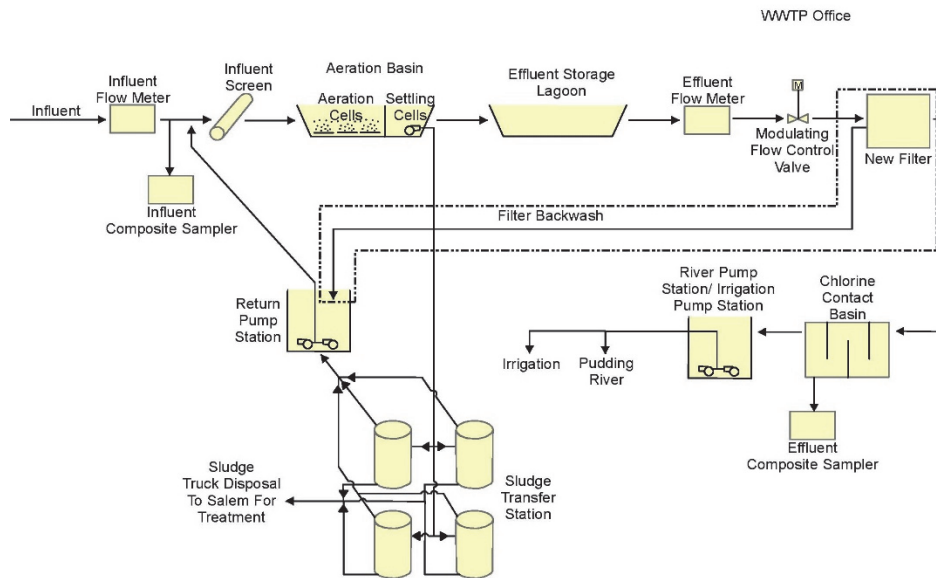 WWTP Office
Influent
Influent
Flow Meter
Influent
Screen
Aeration Basin
Aeration
Cells
Settling
Cells
Effluent Storage
Lagoon
Effluent
Flow Meter
M
Modulating
Flow Control
Valve
New Filter
Influent
Composite Sampler
Filter Backwash
Return
Pump
Station
River Pump
Station/ Irrigation
Pump Station
Chlorine
Contact
Basin
Irrigation
Pudding
River
Effluent
Composite Sampler
Sludge
Truck Disposal
To Salem For
Treatment
Sludge
Transfer
Station